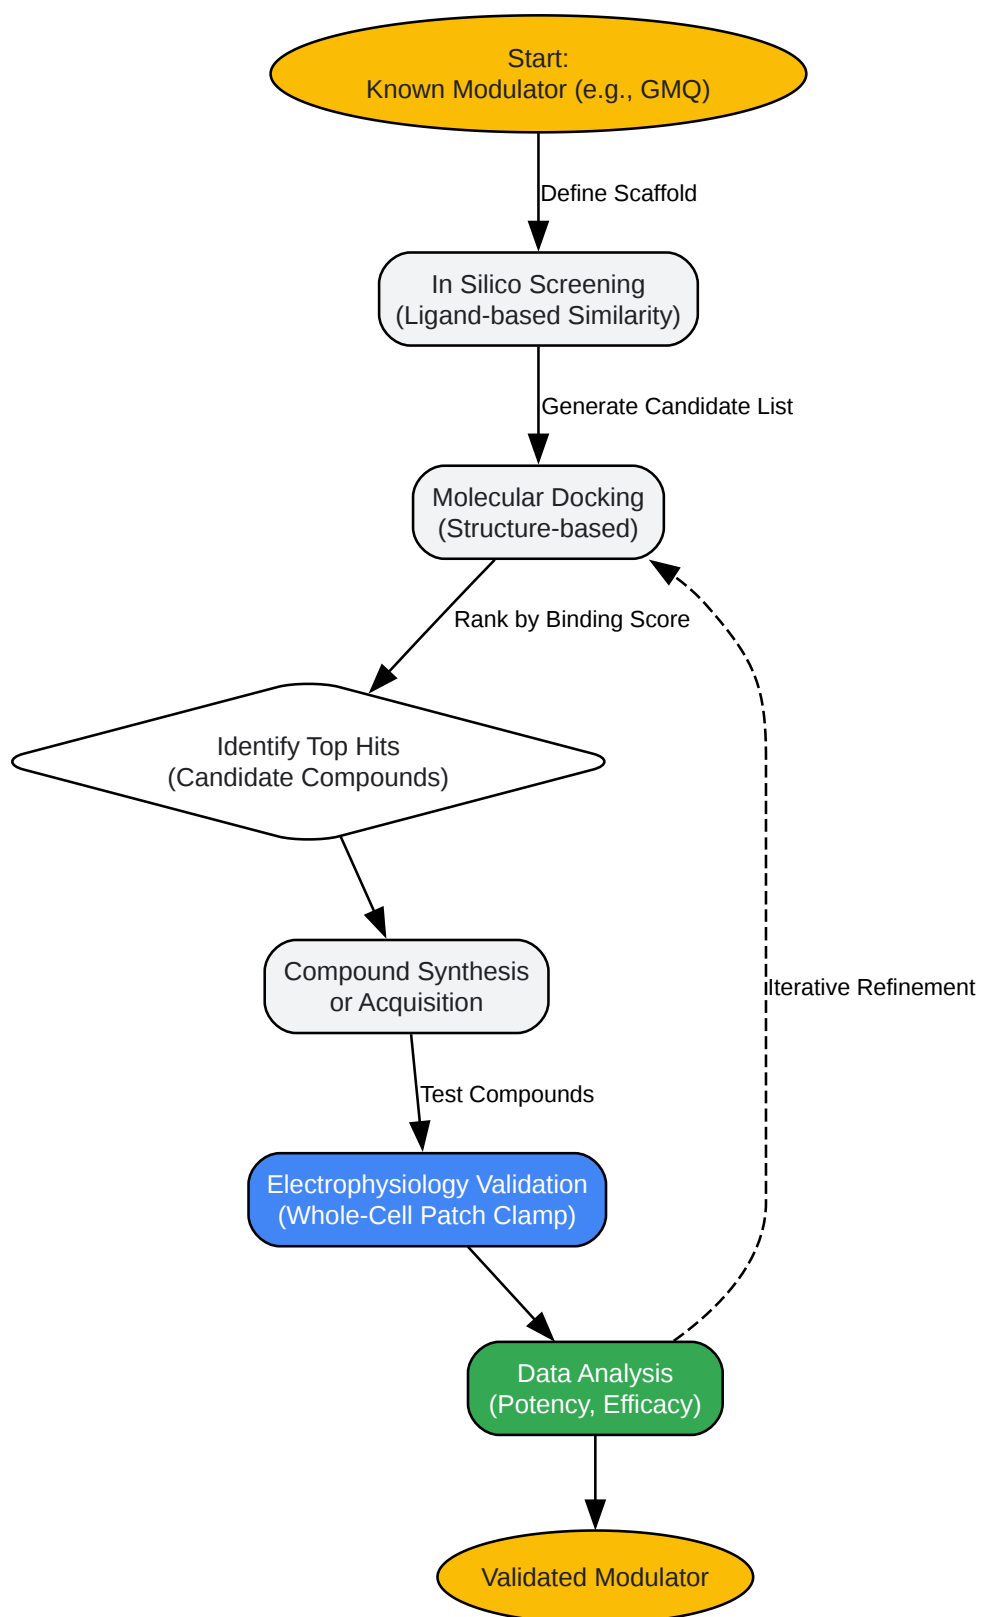 Start:
Known Modulator (e.g., GMQ)
Define Scaffold
In Silico Screening
(Ligand-based Similarity)
Generate Candidate List
Molecular Docking
(Structure-based)
Rank by Binding Score
Identify Top Hits
(Candidate Compounds)
Compound Synthesis
or Acquisition
Iterative Refinement
Test Compounds
Electrophysiology Validation
(Whole-Cell Patch Clamp)
Data Analysis
(Potency, Efficacy)
Validated Modulator